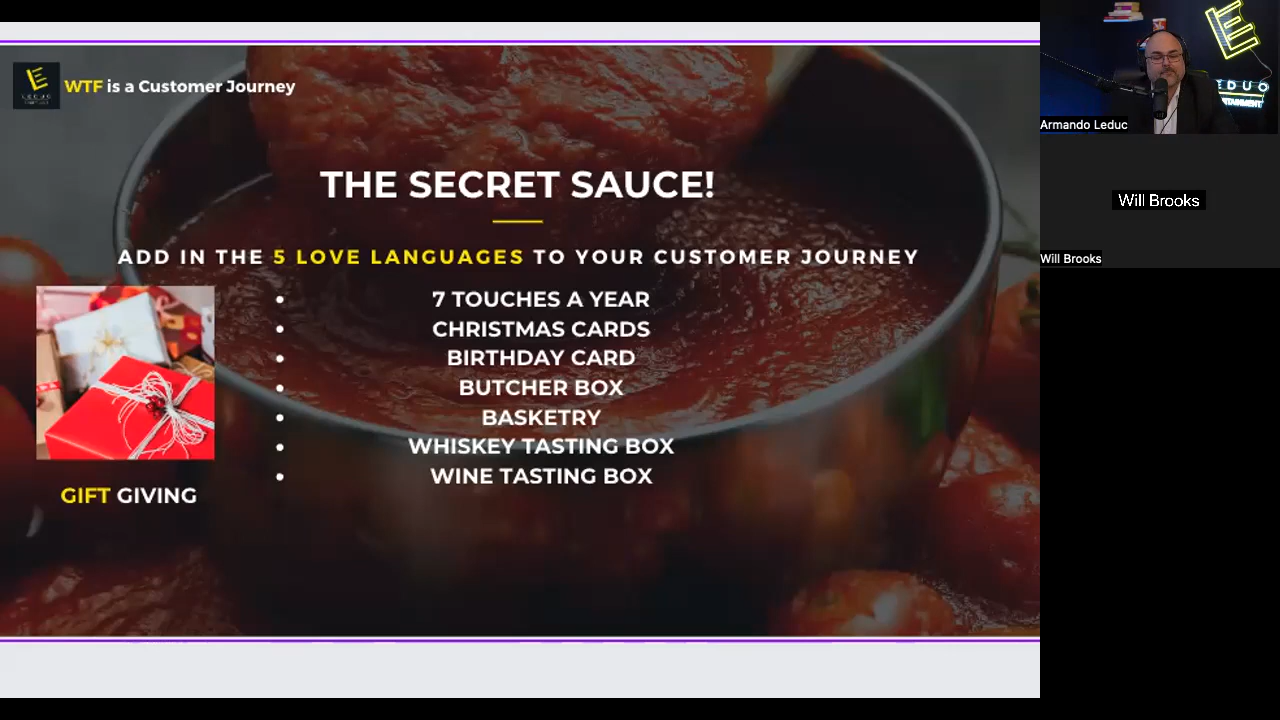 WTF is a Customer Journey
THE SECRET SAUCE!
ADD IN THE 5 LOVE LANGUAGES TO YOUR CUSTOMER JOURNEY
7 TOUCHES A YEAR
CHRISTMAS CARDS
BIRTHDAY CARD
BUTCHER BOX
BASKETRY
WHISKEY TASTING BOX
WINE TASTING BOX
GIFT GIVING
Armando Leduc
Will Brooks
Will Brooks